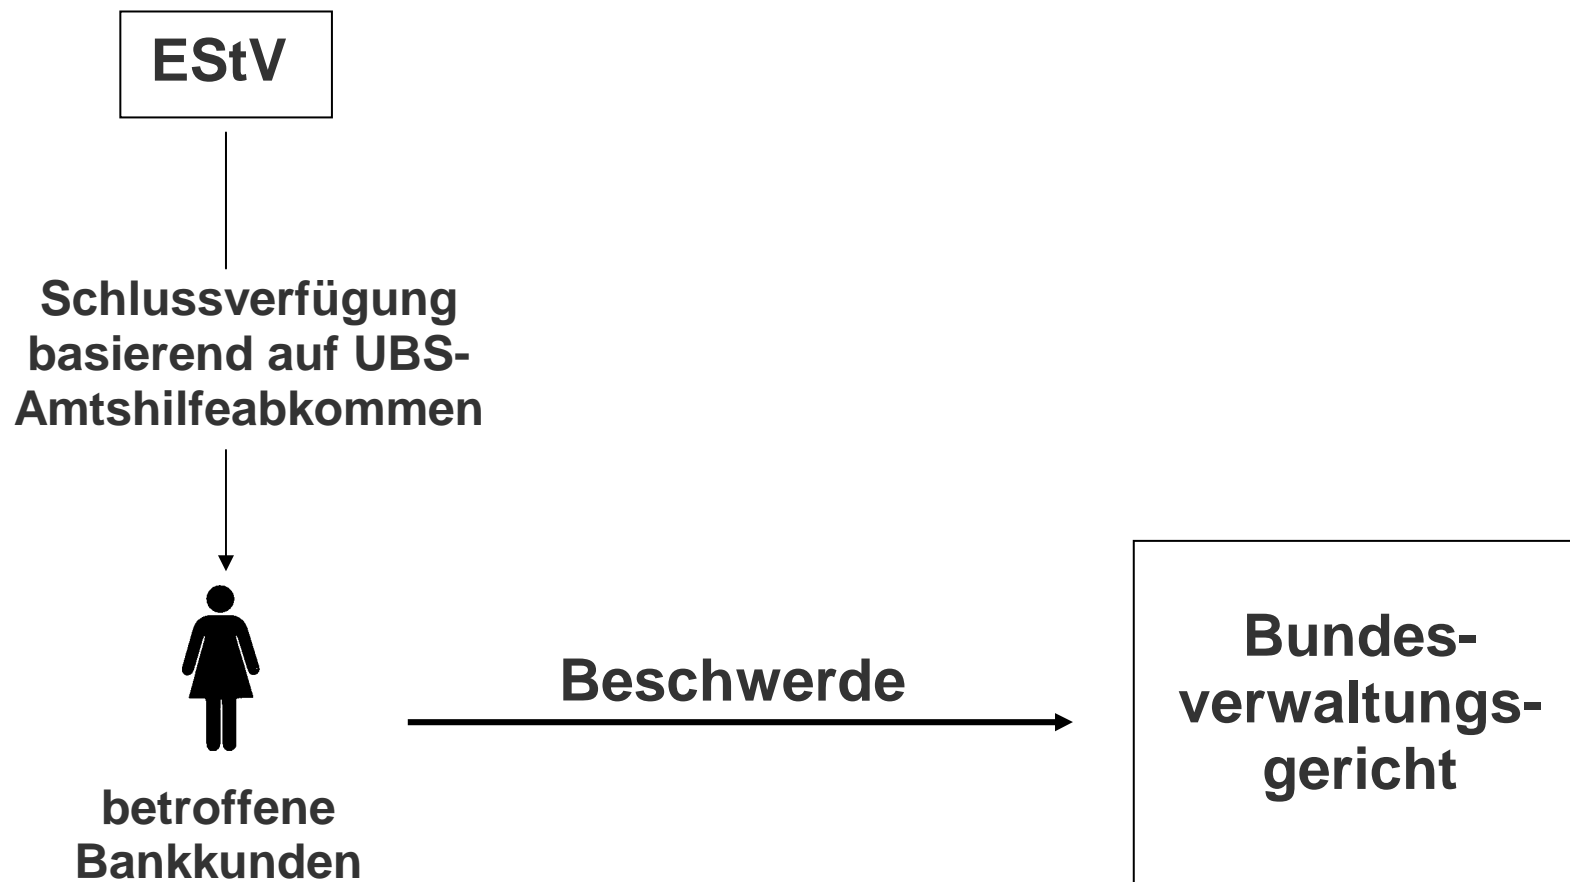 EStV
Schlussverfügung
basierend auf UBS-
Amtshilfeabkommen
Beschwerde
Bundes-
verwaltungs-
gericht
betroffene
Bankkunden